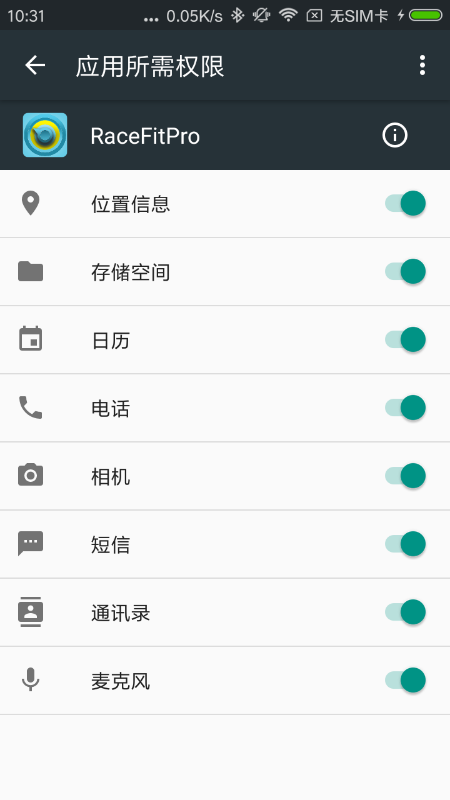 10:31 ... 0.05K/s 无SIM卡
应用所需权限
RaceFitPro
位置信息
存储空间
日历
电话
相机
短信
通讯录
麦克风